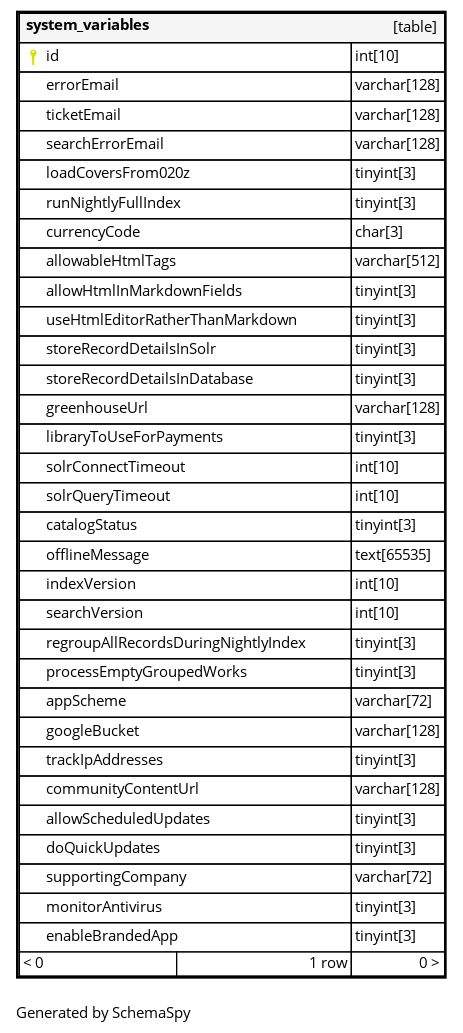 system_variables [table]
id int[10]
errorEmail varchar[128]
ticketEmail varchar[128]
searchErrorEmail varchar[128]
loadCoversFrom020z tinyint[3]
runNightlyFullIndex tinyint[3]
currencyCode char[3]
allowableHtmlTags varchar[512]
allowHtmlInMarkdownFields tinyint[3]
useHtmlEditorRatherThanMarkdown tinyint[3]
storeRecordDetailsInSolr tinyint[3]
storeRecordDetailsInDatabase tinyint[3]
greenhouseUrl varchar[128]
libraryToUseForPayments tinyint[3]
solrConnectTimeout int[10]
solrQueryTimeout int[10]
catalogStatus tinyint[3]
offlineMessage text[65535]
indexVersion int[10]
searchVersion int[10]
regroupAllRecordsDuringNightlyIndex tinyint[3]
processEmptyGroupedWorks tinyint[3]
appScheme varchar[72]
googleBucket varchar[128]
trackIpAddresses tinyint[3]
communityContentUrl varchar[128]
allowScheduledUpdates tinyint[3]
doQuickUpdates tinyint[3]
supportingCompany varchar[72]
monitorAntivirus tinyint[3]
enableBrandedApp tinyint[3]
< 0 1 row 0 >
Generated by SchemaSpy